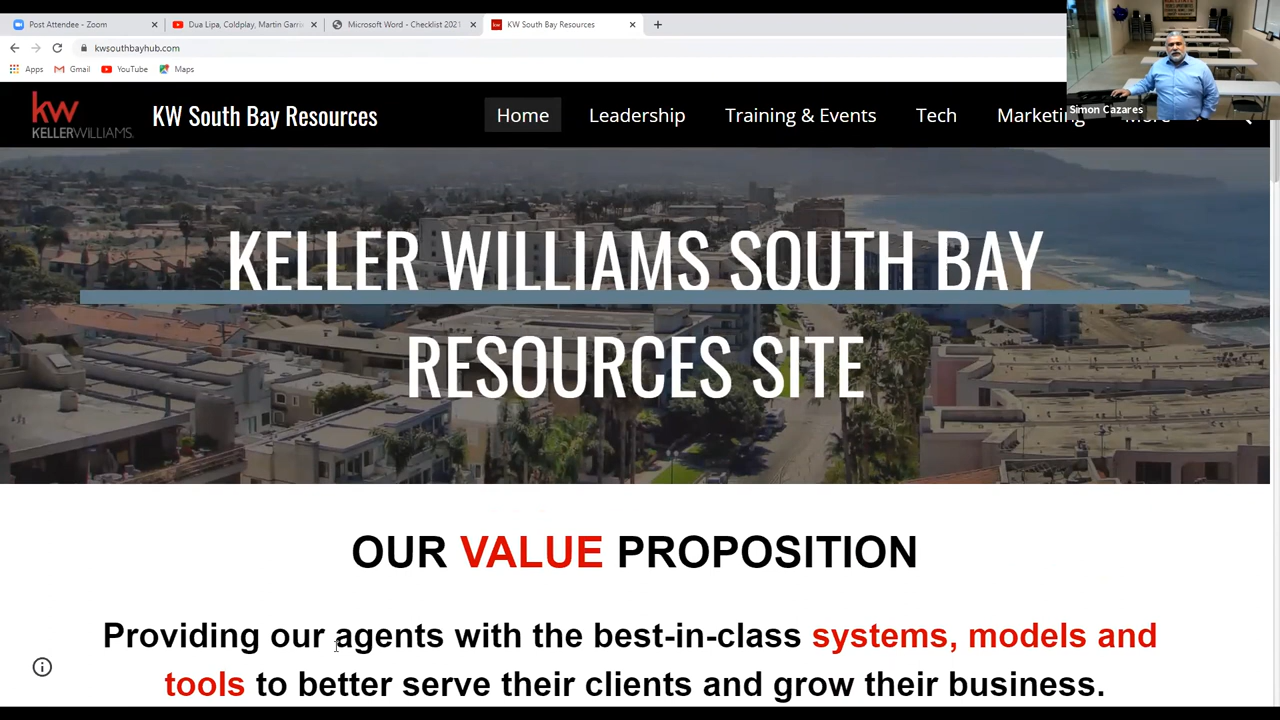 Post Attendee - Zoom
Dua Lipa, Coldplay, Martin Garri
Microsoft Word - Checklist 2021
KW South Bay Resources
kwsouthbayhub.com
Apps
Gmail
YouTube
Maps
Simon Cazares
kw
KELLERWILLIAMS.
KW South Bay Resources
Home
Leadership
Training & Events
Tech
Marketing
More
KELLER WILLIAMS SOUTH BAY
RESOURCES SITE
OUR VALUE PROPOSITION
Providing our agents with the best-in-class systems, models and
tools to better serve their clients and grow their business.